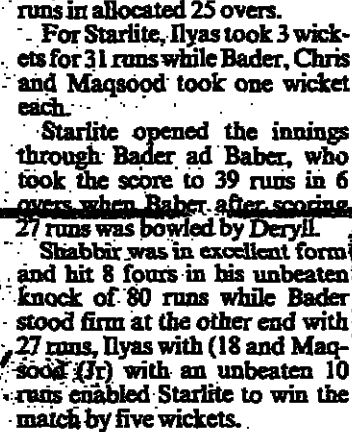 runs in allocated 25 overs.
For Starlite, Ilyas took 3 wick-
ets for 31 runs while Bader, Chris
and Maqsood took one wicket
each.
Starlite opened the innings
through Bader ad Baber, who
took the score to 39 runs in 6
overs when Baber after scoring
27 runs was bowled by Deryll.
Shabbir was in excellent form
and hit 8 fours in his unbeaten
knock of 80 runs while Bader
stood firm at the other end with
27 runs, Ilyas with (18 and Maq-
sood (Jr) with an unbeaten 10
runs enabled Starlite to win the
match by five wickets.